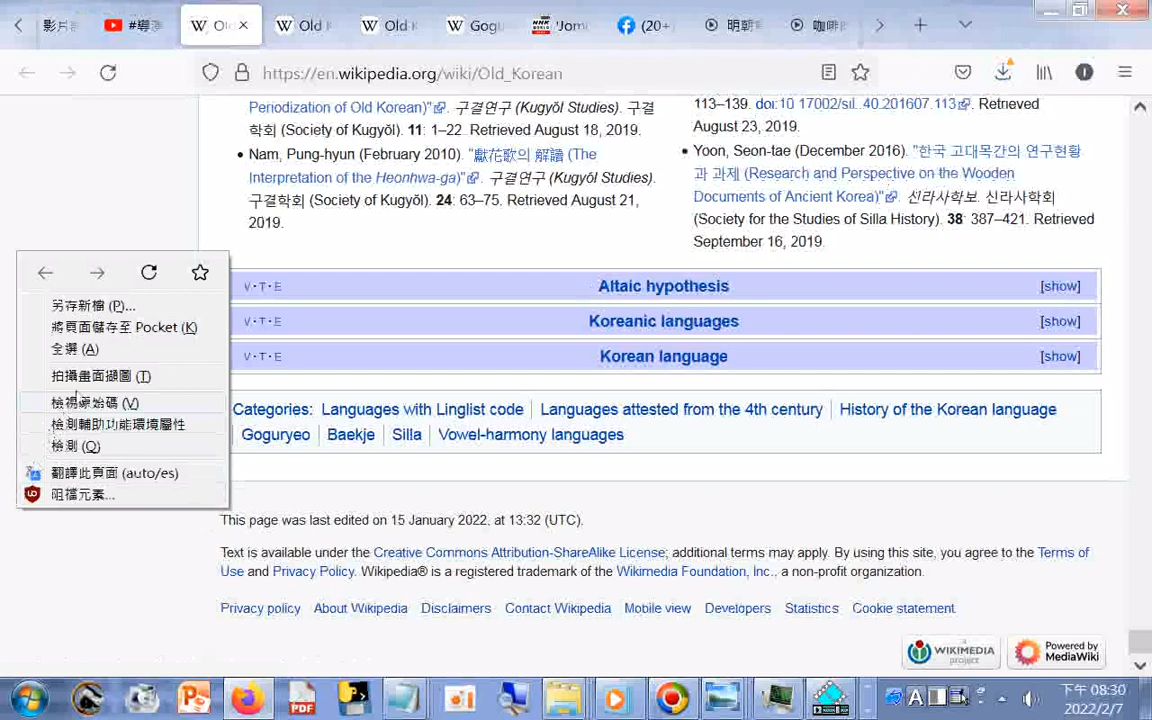 影片
#導
Ol
Old
Old K
Gog
NHK
WORLD
'Jom
(20+
明朝
咖啡
https://en.wikipedia.org/wiki/Old_Korean
Periodization of Old Korean)". 구결연구 (Kugyŏl Studies). 구결
학회 (Society of Kugyŏl). 11: 1–22. Retrieved August 18, 2019.
• Nam, Pung-hyun (February 2010). "獻花歌의 解讀 (The
Interpretation of the Heonhwa-ga)". 구결연구 (Kugyŏl Studies).
구결학회 (Society of Kugyŏl). 24: 63–75. Retrieved August 21,
2019.
113–139. doi:10.17002/sil..40.201607.113. Retrieved
August 23, 2019.
• Yoon, Seon-tae (December 2016). "한국 고대목간의 연구현황
과 과제 (Research and Perspective on the Wooden
Documents of Ancient Korea)". 신라사학보. 신라사학회
(Society for the Studies of Silla History). 38: 387–421. Retrieved
September 16, 2019.
另存新檔 (P)...
將頁面儲存至 Pocket (K)
全選 (A)
拍攝畫面擷圖 (T)
檢視原始碼 (V)
檢測輔助功能環境屬性
檢測 (Q)
翻譯此頁面 (auto/es)
阻擋元素...
V·T·E Altaic hypothesis [show]
V·T·E Koreanic languages [show]
V·T·E Korean language [show]
Categories: Languages with Linglist code | Languages attested from the 4th century | History of the Korean language
| Goguryeo | Baekje | Silla | Vowel-harmony languages
This page was last edited on 15 January 2022, at 13:32 (UTC).
Text is available under the Creative Commons Attribution-ShareAlike License; additional terms may apply. By using this site, you agree to the Terms of
Use and Privacy Policy. Wikipedia® is a registered trademark of the Wikimedia Foundation, Inc., a non-profit organization.
Privacy policy About Wikipedia Disclaimers Contact Wikipedia Mobile view Developers Statistics Cookie statement
a
WIKIMEDIA
project
Powered by
MediaWiki
PDF
A
下午 08:30
2022/2/7